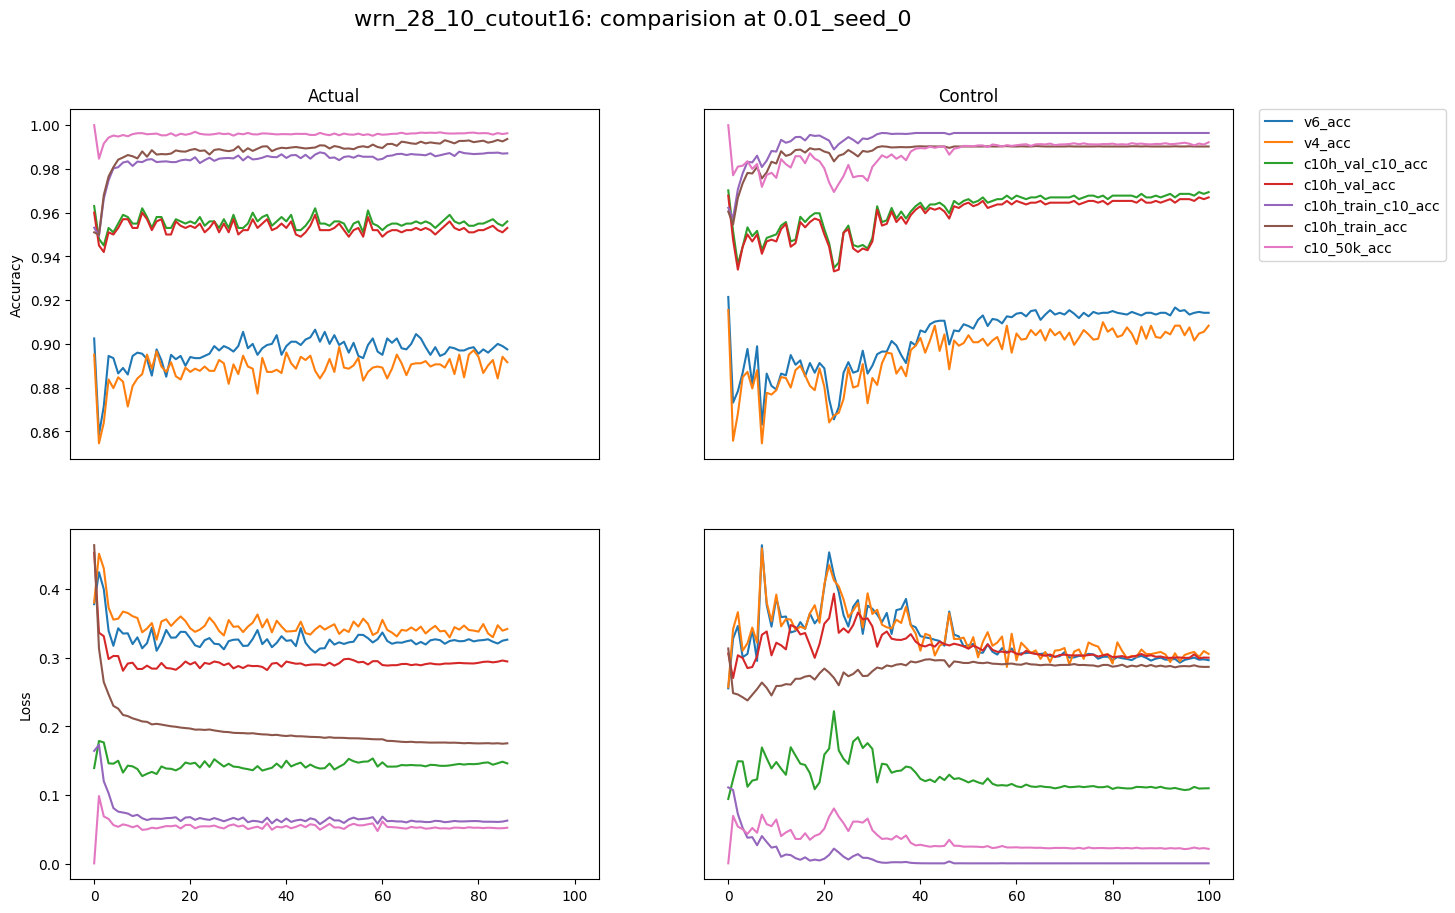 wrn_28_10_cutout16: comparision at 0.01_seed_0
Actual
Control
1.00
0.98
0.96
0.94
0.92
0.90
0.88
0.86
Accuracy
v6_acc
v4_acc
c10h_val_c10_acc
c10h_val_acc
c10h_train_c10_acc
c10h_train_acc
c10_50k_acc
0.4
0.3
0.2
0.1
0.0
Loss
0 20 40 60 80 100
0 20 40 60 80 100